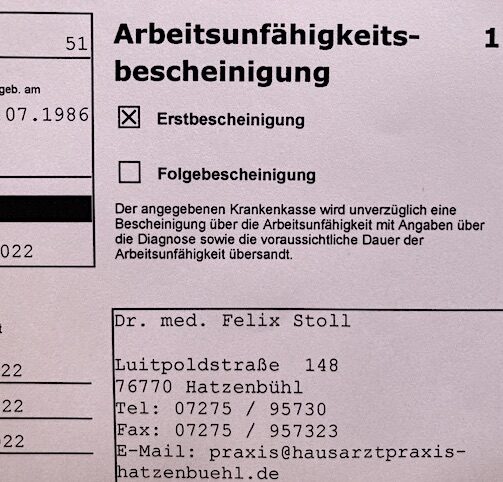 51
Arbeitsunfähigkeits-
bescheinigung
1
geb. am
07.1986
Erstbescheinigung
Folgebescheinigung
Der angegebenen Krankenkasse wird unverzüglich eine
Bescheinigung über die Arbeitsunfähigkeit mit Angaben über
die Diagnose sowie die voraussichtliche Dauer der
Arbeitsunfähigkeit übersandt.
022
Dr. med. Felix Stoll
Luitpoldstraße 148
22
76770 Hatzenbühl
22
Tel: 07275 / 95730
Fax: 07275 / 957323
22
E-Mail: praxis@hausarztpraxis-
hatzenbuehl.de